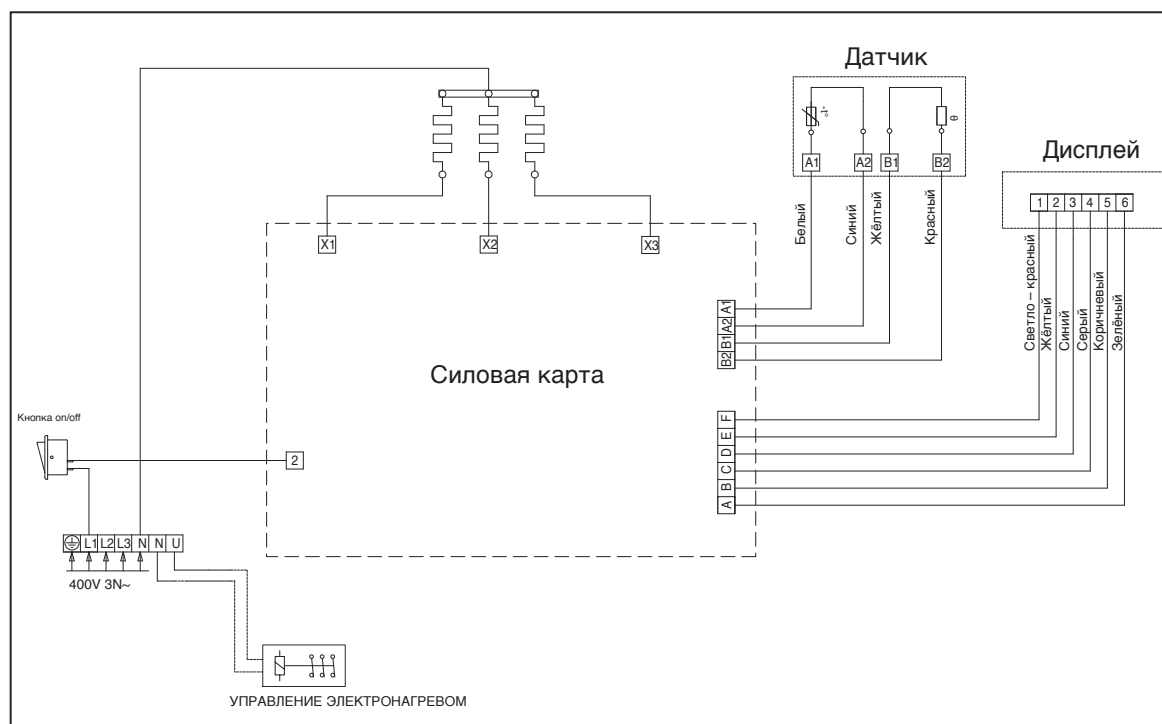 Датчик
-t°
θ
A1 A2 B1 B2
Дисплей
1 2 3 4 5 6
Белый
Синий
Жёлтый
Красный
Светло – красный
Жёлтый
Синий
Серый
Коричневый
Зелёный
X1 X2 X3
A1
A2
B1
B2
Силовая карта
F
E
D
C
B
A
Кнопка on/off
2
L1 L2 L3 N N U
400V 3N~
УПРАВЛЕНИЕ ЭЛЕКТРОНАГРЕВОМ